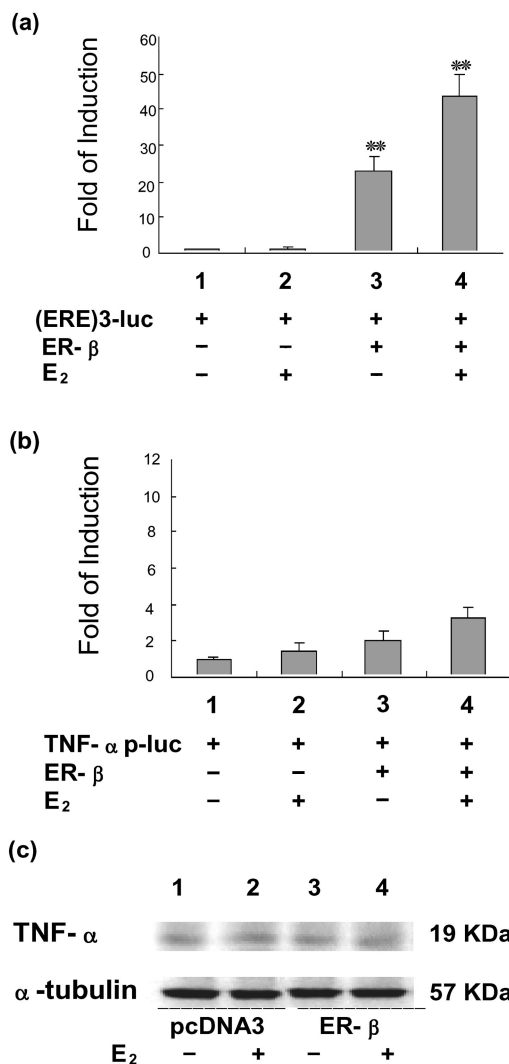 (a)
Fold of Induction
60
50
40
30
20
10
0
** **
1 2 3 4
(ERE)3-luc + + + +
ER- β – – + +
E₂ – + – +
(b)
Fold of Induction
12
10
8
6
4
2
0
1 2 3 4
TNF- α p-luc + + + +
ER- β – – + +
E₂ – + – +
(c)
1 2 3 4
TNF- α 19 KDa
α -tubulin 57 KDa
pcDNA3 ER- β
E₂ – + – +